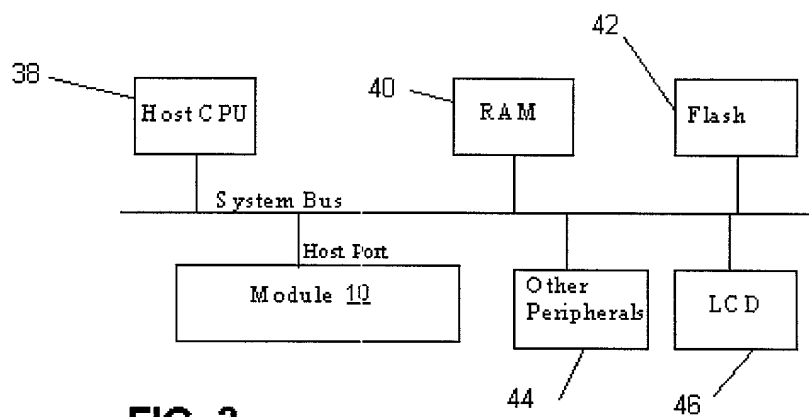 42
38
40
Host CPU
RAM
Flash
System Bus
Host Port
Module 10
Other
Peripherals
LCD
44
46